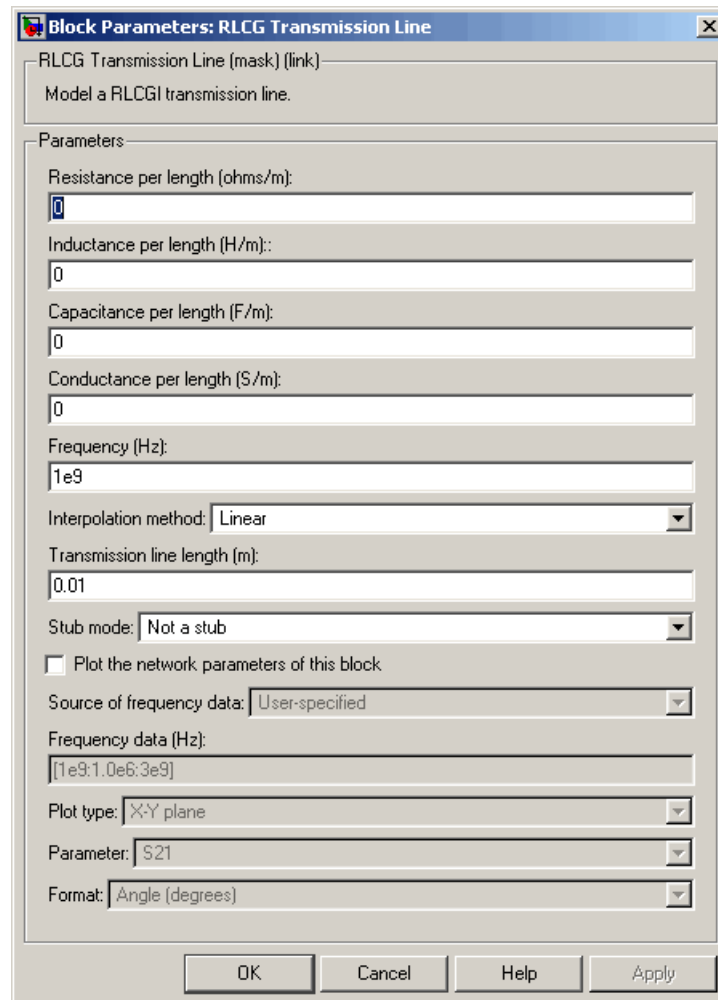 Block Parameters: RLCG Transmission Line
RLCG Transmission Line (mask) (link)
Model a RLCGl transmission line.
Parameters
Resistance per length (ohms/m):
0
Inductance per length (H/m)::
0
Capacitance per length (F/m):
0
Conductance per length (S/m):
0
Frequency (Hz):
1e9
Interpolation method: Linear
Transmission line length (m):
0.01
Stub mode: Not a stub
Plot the network parameters of this block
Source of frequency data: User-specified
Frequency data (Hz):
[1e9:1.0e6:3e9]
Plot type: X-Y plane
Parameter: S21
Format: Angle (degrees)
OK Cancel Help Apply